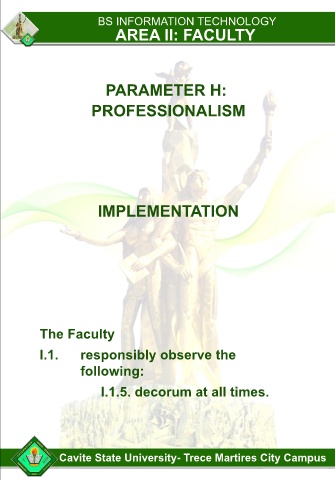 BS INFORMATION TECHNOLOGY
AREA II: FACULTY
PARAMETER H:
PROFESSIONALISM
IMPLEMENTATION
The Faculty
I.1. responsibly observe the
following:
I.1.5. decorum at all times.
Cavite State University- Trece Martires City Campus